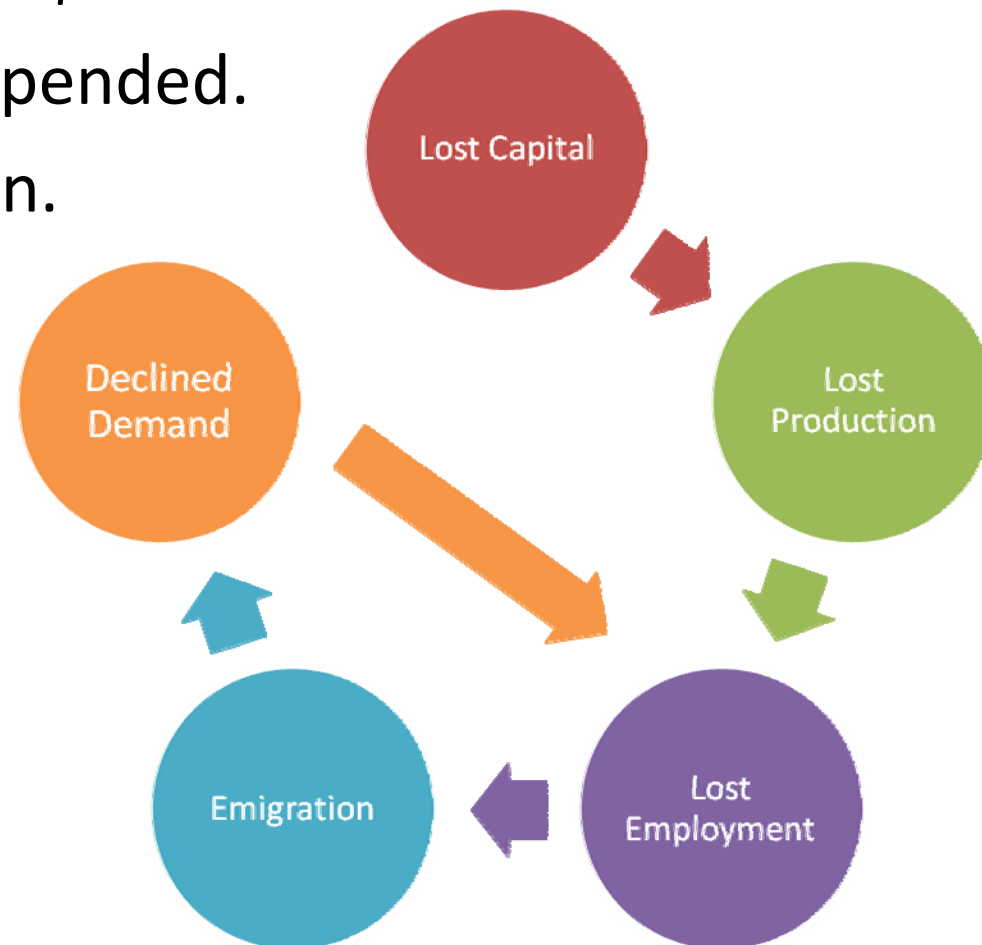 pended.
n.
Lost Capital
Declined
Demand
Lost
Production
Emigration
Lost
Employment